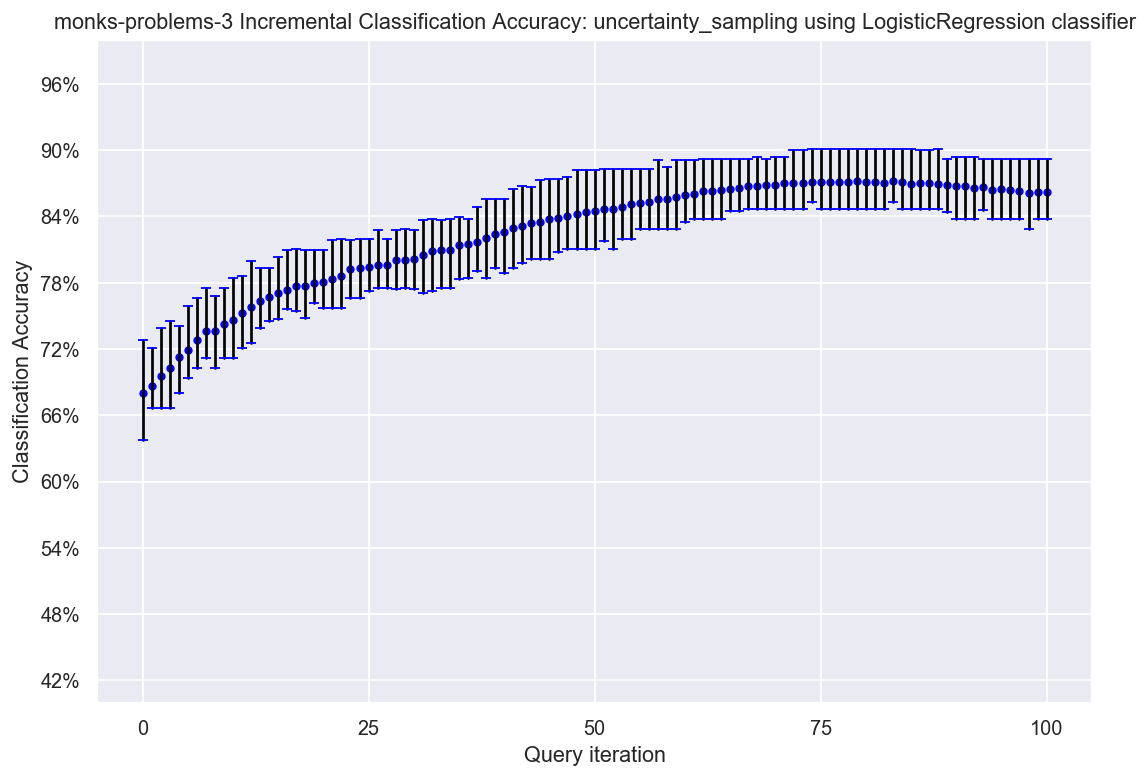 monks-problems-3 Incremental Classification Accuracy: uncertainty_sampling using LogisticRegression classifier
96%
90%
84%
78%
72%
66%
60%
54%
48%
42%
Classification Accuracy
0 25 50 75 100
Query iteration